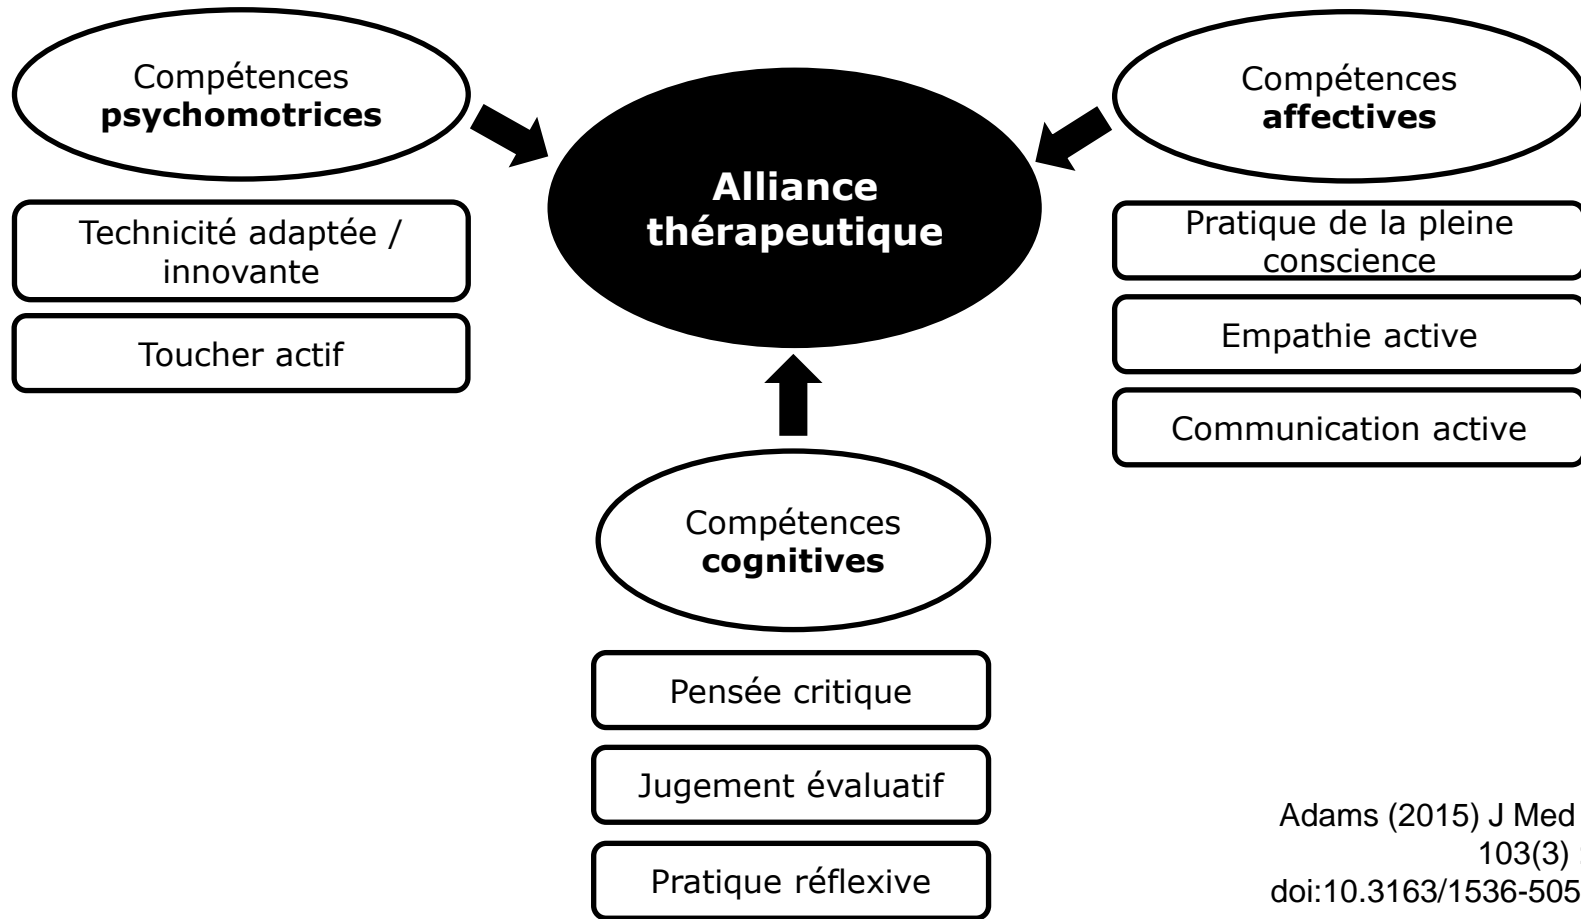 Compétences
psychomotrices
Technicité adaptée /
innovante
Toucher actif
Alliance
thérapeutique
Compétences
affectives
Pratique de la pleine
conscience
Empathie active
Communication active
Compétences
cognitives
Pensée critique
Jugement évaluatif
Pratique réflexive
Adams (2015) J Med
103(3)
doi:10.3163/1536-505